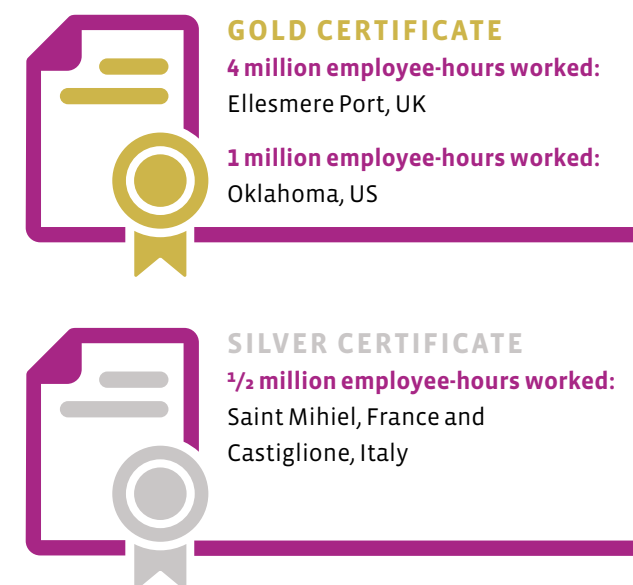 GOLD CERTIFICATE
4 million employee-hours worked:
Ellesmere Port, UK
1 million employee-hours worked:
Oklahoma, US
SILVER CERTIFICATE
1/2 million employee-hours worked:
Saint Mihiel, France and
Castiglione, Italy